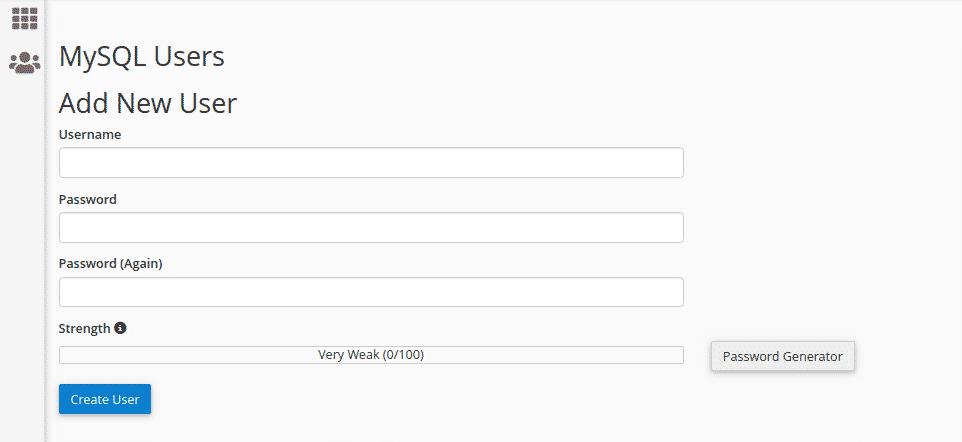 MySQL Users
Add New User
Username
Password
Password (Again)
Strength
Very Weak (0/100)
Password Generator
Create User